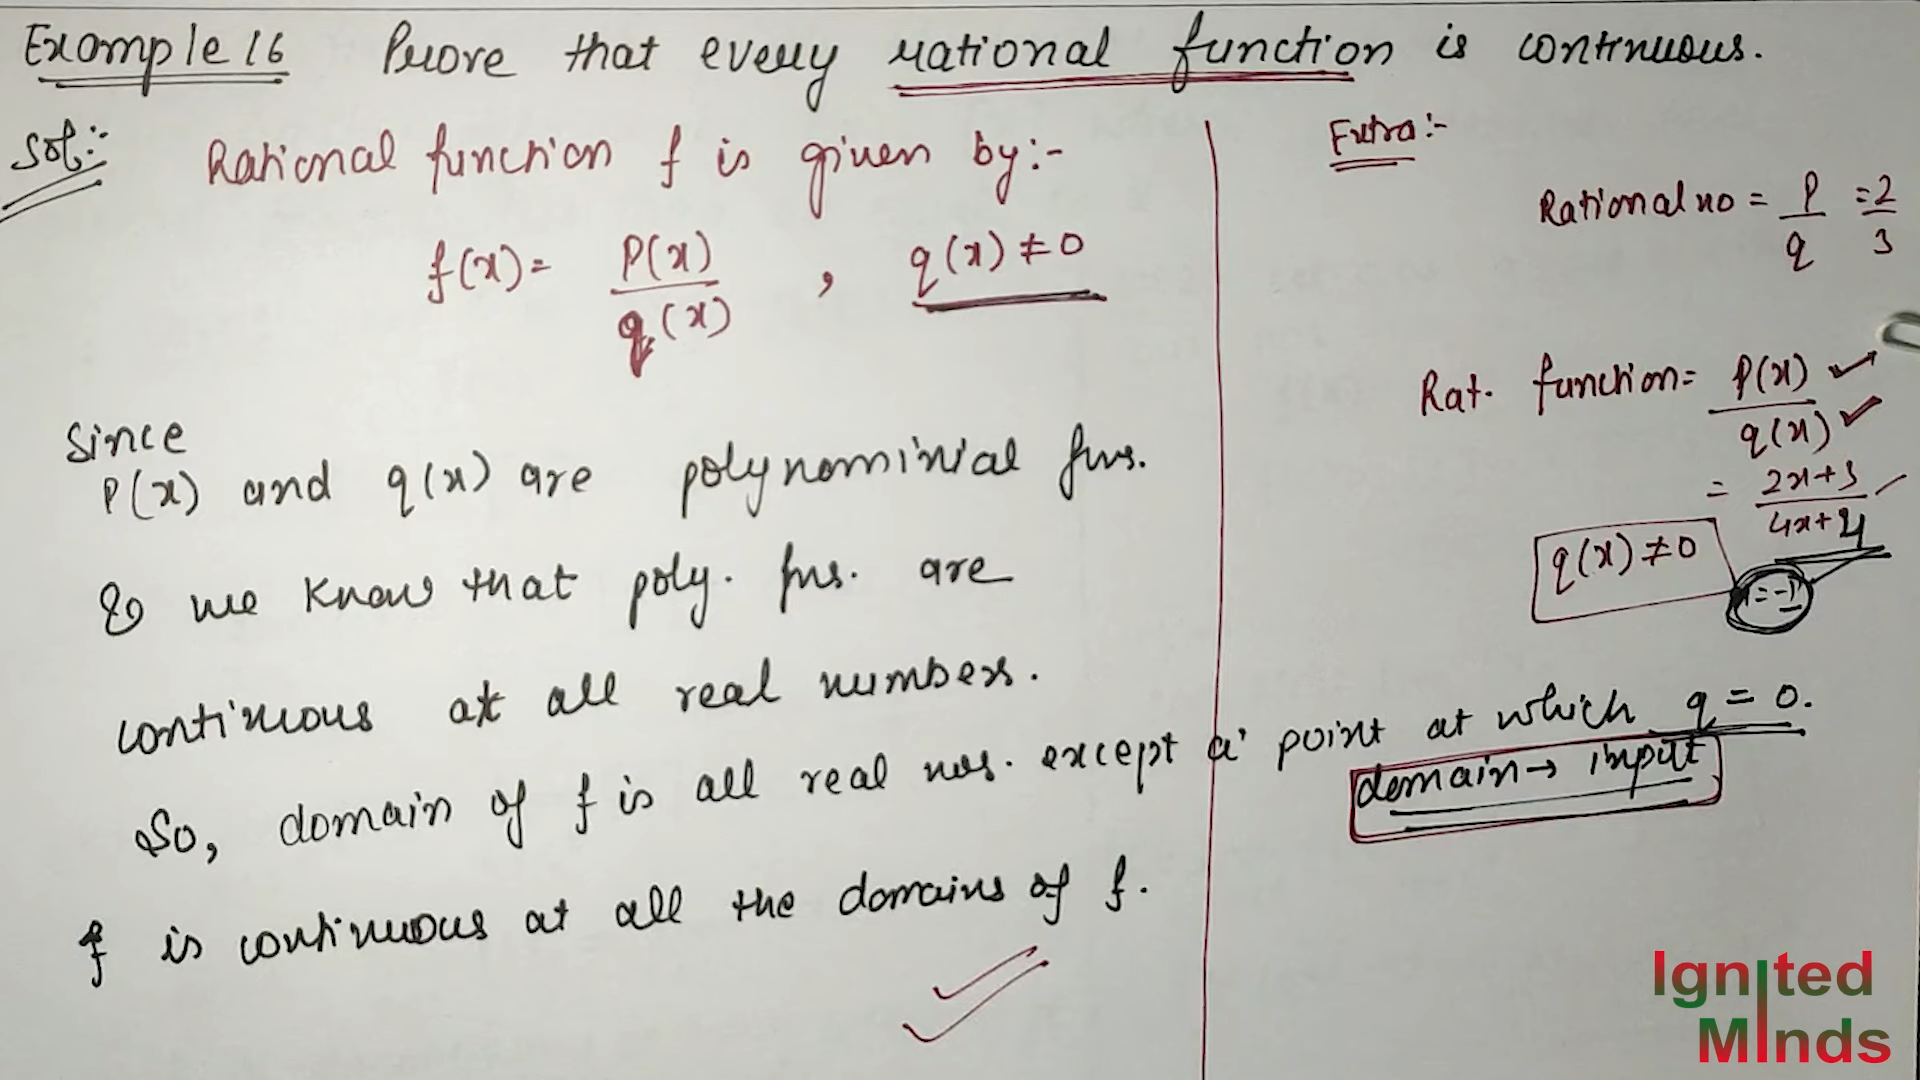 Example 16 Prove that every rational function is continuous.
Sol:-
Rational function f is given by:-
f(x) = P(x)/q(x) , q(x) ≠ 0
Since
P(x) and q(x) are polynominial fns.
& we know that poly. fns. are
continuous at all real numbers.
So, domain of f is all real nos. except a point at which q = 0.
f is continuous at all the domains of f.
Extra:-
Rational no = P/q = 2/3
Rat. function = P(x)/q(x)
= 2x+3/4x+4
q(x) ≠ 0
x = -1
domain → input
Ignited
Minds